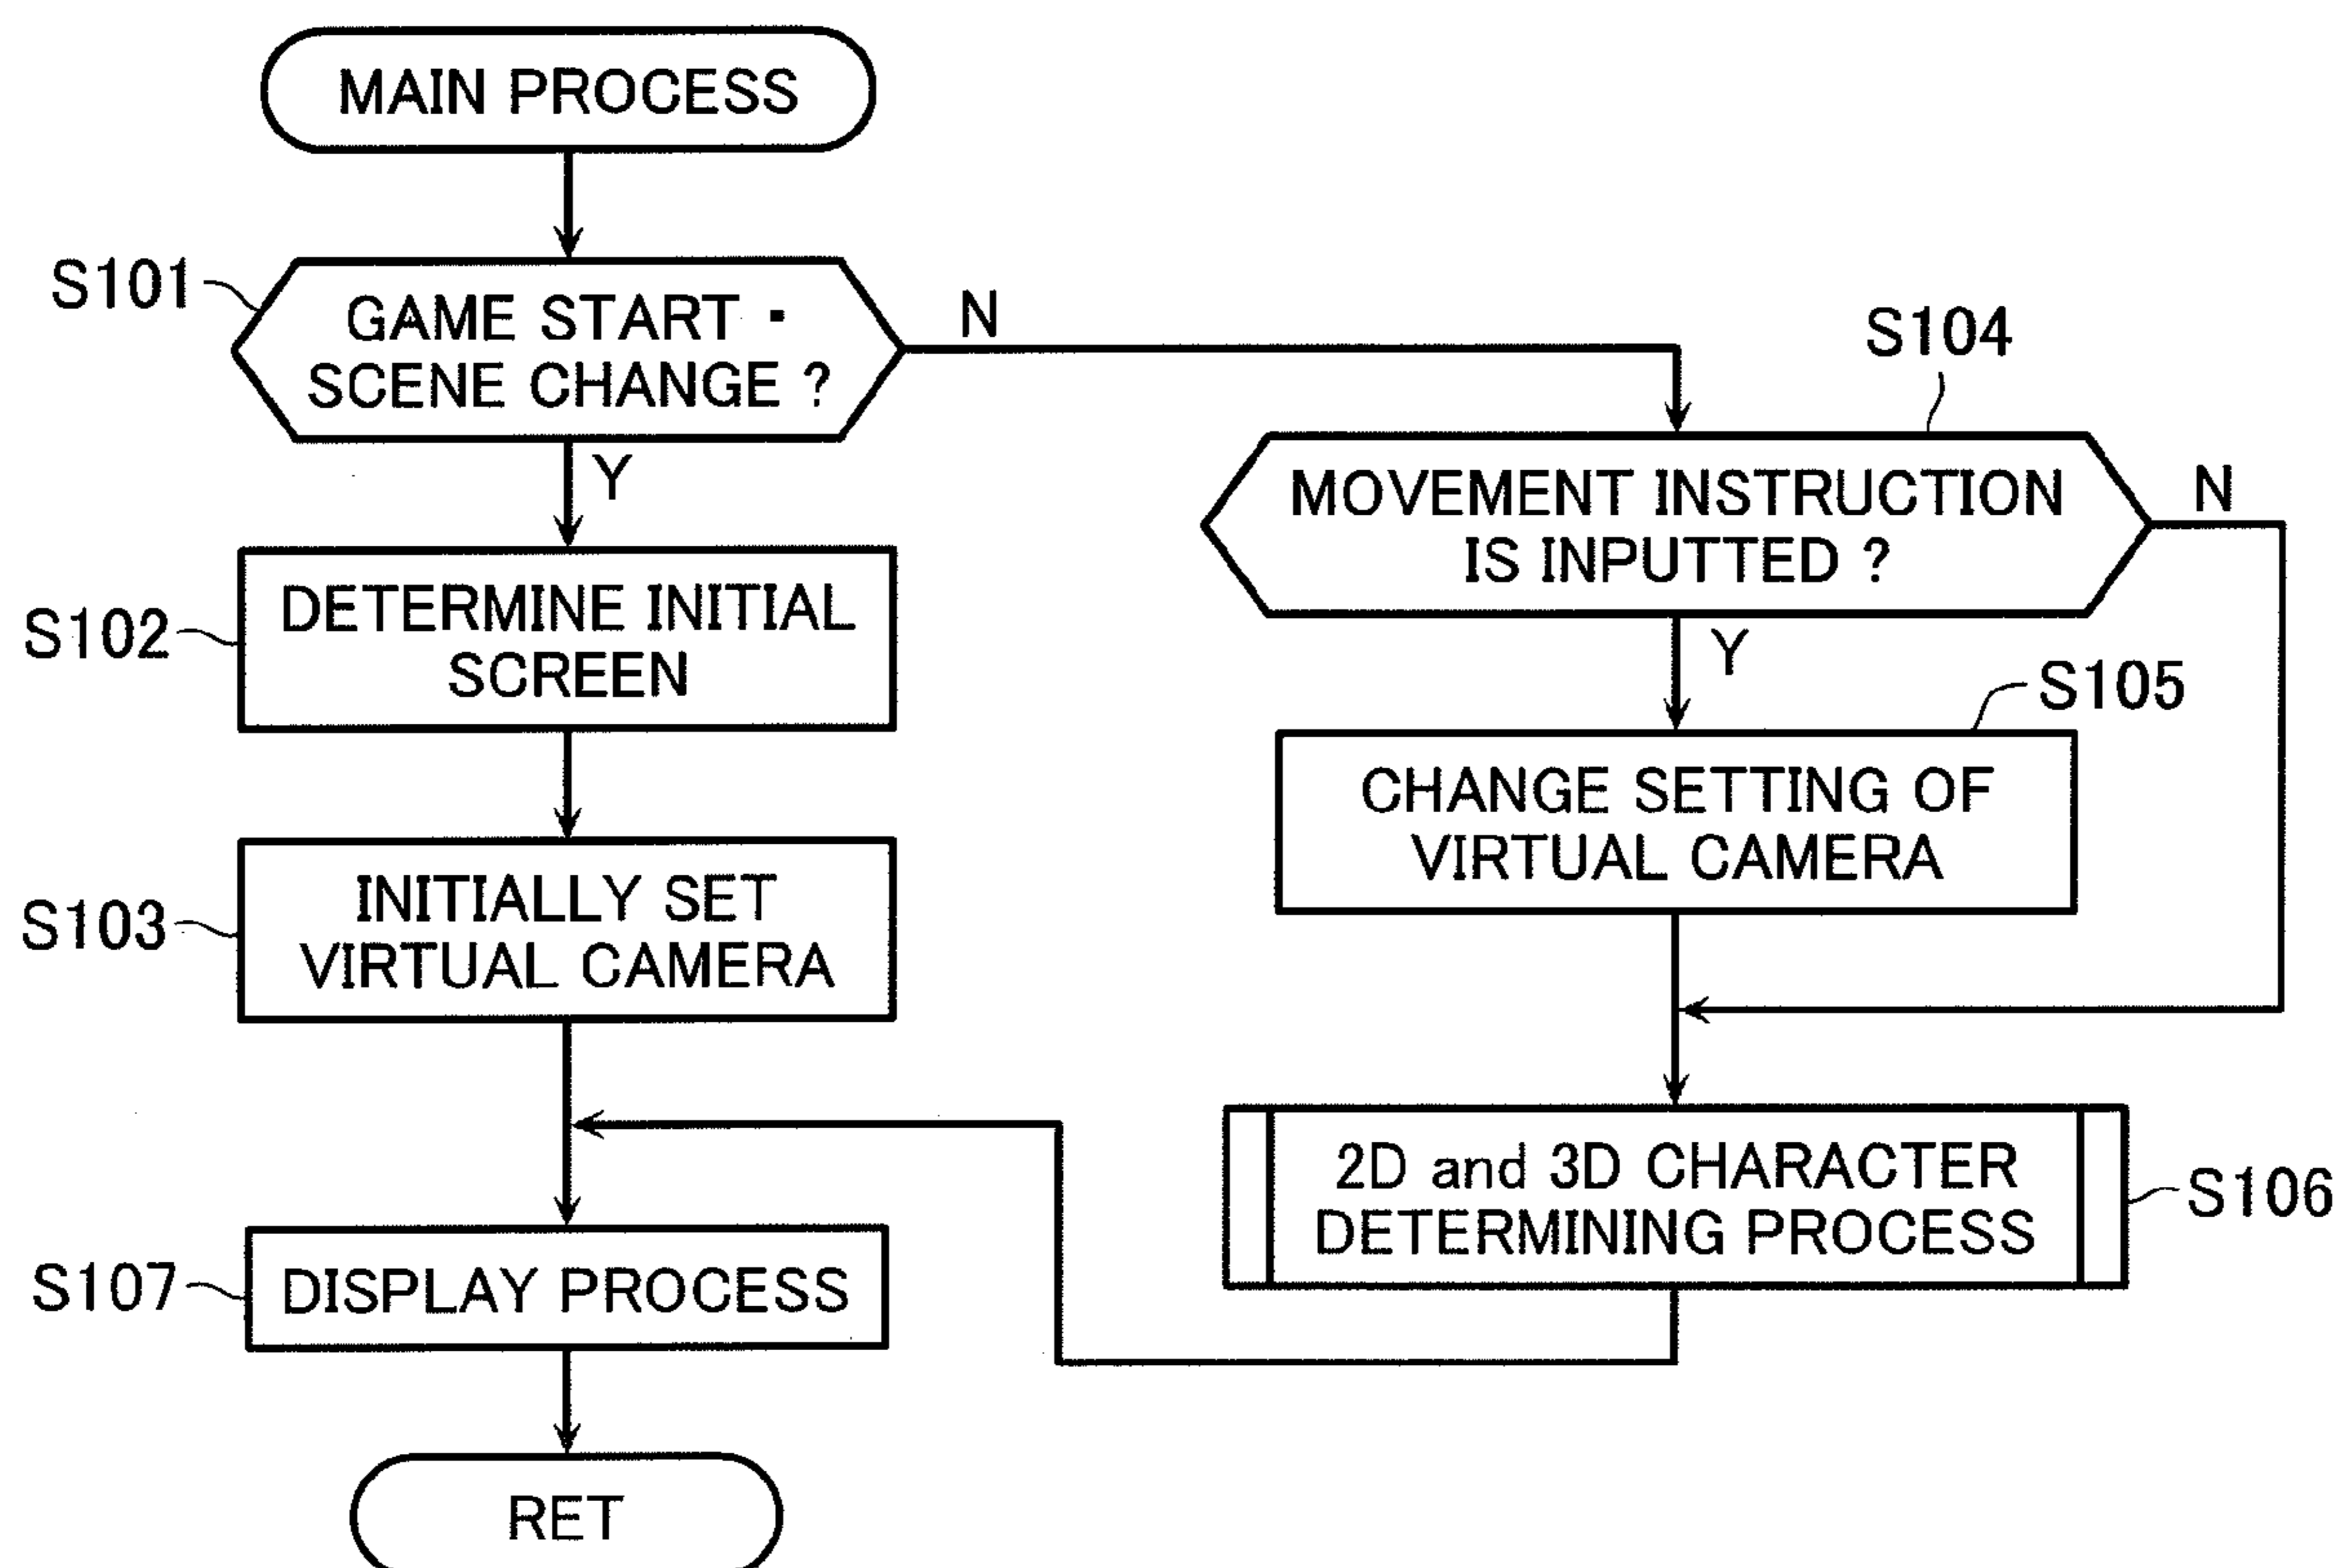 MAIN PROCESS
S101
GAME START ▪
SCENE CHANGE ?
N
Y
S102
DETERMINE INITIAL
SCREEN
S103
INITIALLY SET
VIRTUAL CAMERA
S104
MOVEMENT INSTRUCTION
IS INPUTTED ?
N
Y
S105
CHANGE SETTING OF
VIRTUAL CAMERA
2D and 3D CHARACTER
DETERMINING PROCESS
S106
S107
DISPLAY PROCESS
RET